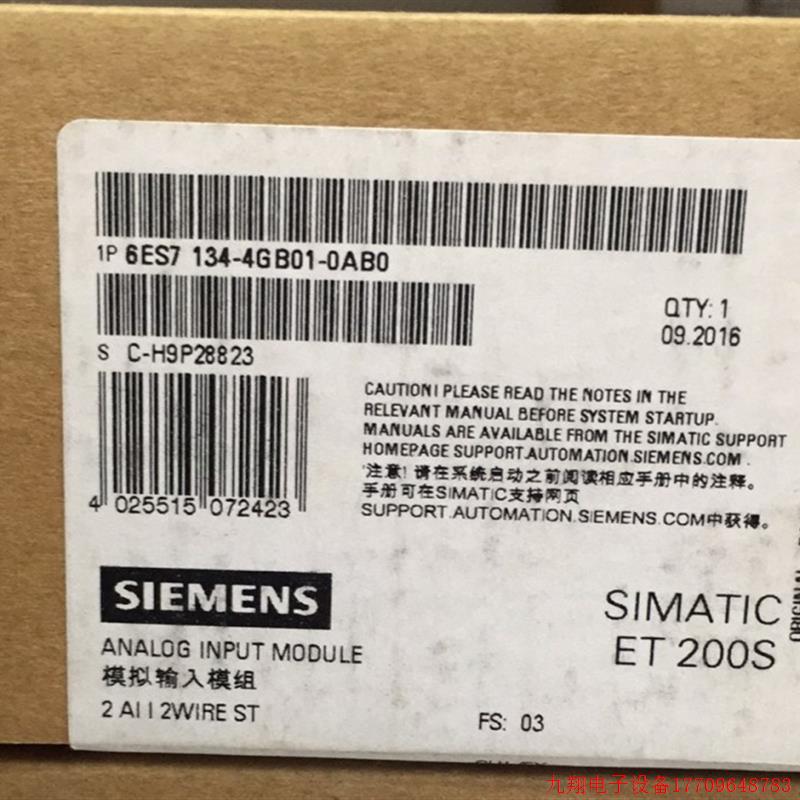 1P 6ES7 134-4GB01-0AB0
QTY: 1
09.2016
S C-H9P28823
CAUTION! PLEASE READ THE NOTES IN THE
RELEVANT MANUAL BEFORE SYSTEM STARTUP.
MANUALS ARE AVAILABLE FROM THE SIMATIC SUPPORT
HOMEPAGE SUPPORT.AUTOMATION.SIEMENS.COM.
注意! 请在系统启动之前阅读相应手册中的注释。
手册可在SIMATIC支持网页
SUPPORT.AUTOMATION.SIEMENS.COM中获得。
4 025515 072423
SIEMENS
SIMATIC
ET 200S
ANALOG INPUT MODULE
模拟输入模组
2 AI I 2WIRE ST
FS: 03
九翔电子设备17709648783